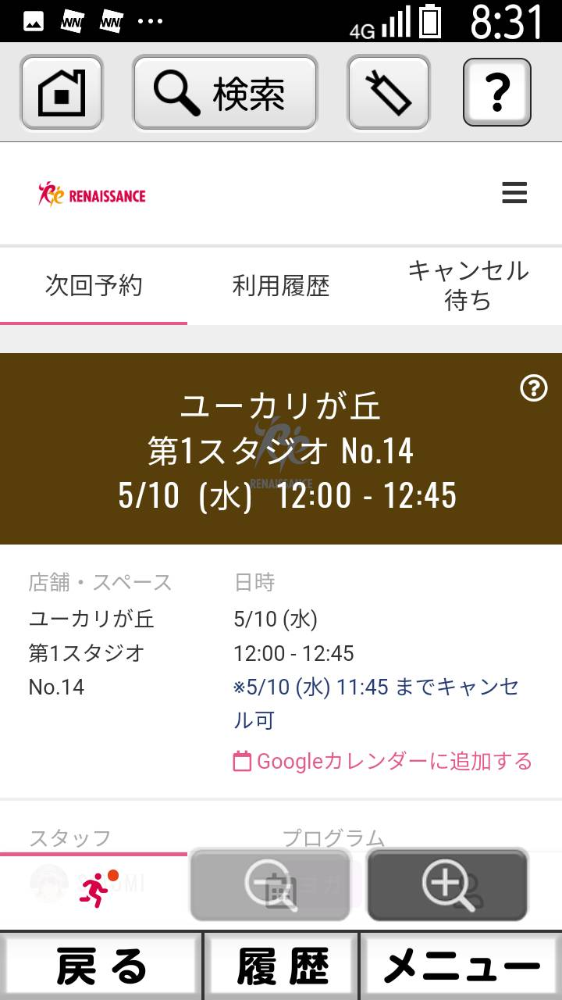 4G 8:31
検索 ?
RENAISSANCE
次回予約 利用履歴 キャンセル
待ち
ユーカリが丘
第1スタジオ No.14
RENAISSANCE
5/10 (水) 12:00 - 12:45
店舗・スペース 日時
ユーカリが丘 5/10 (水)
第1スタジオ 12:00 - 12:45
No.14 ※5/10 (水) 11:45 までキャンセ
ル可
Googleカレンダーに追加する
スタッフ プログラム
戻る 履歴 メニュー